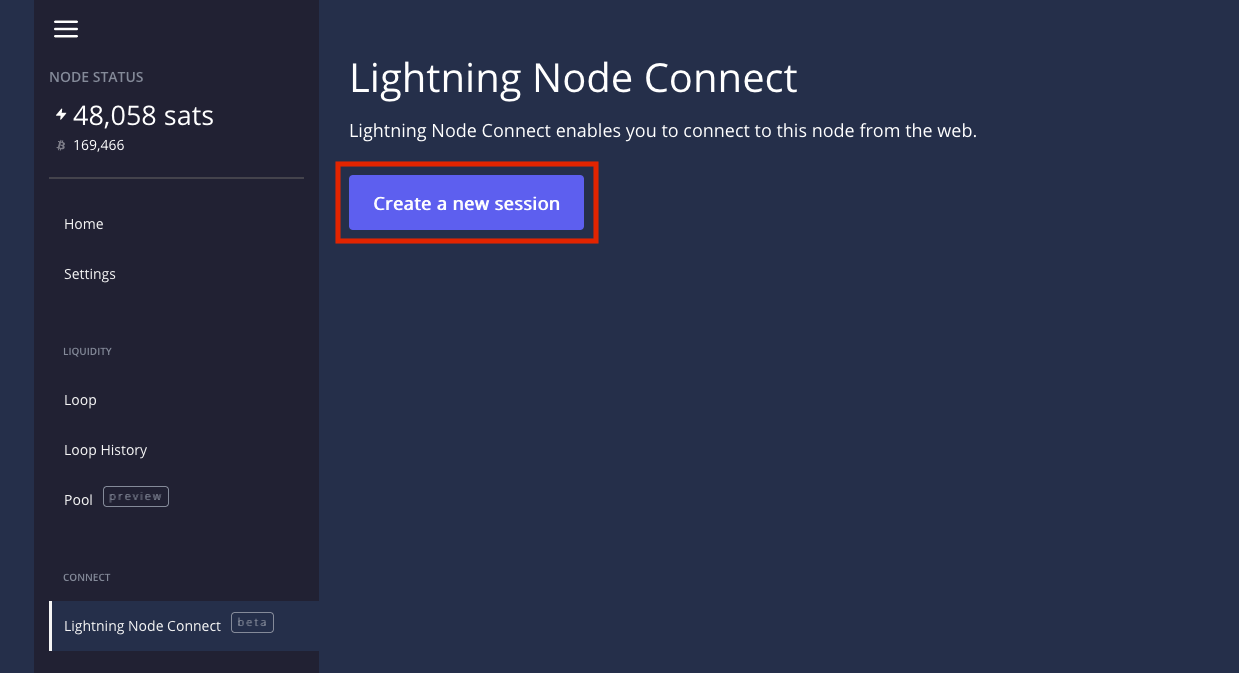 NODE STATUS
48,058 sats
169,466
Home
Settings
LIQUIDITY
Loop
Loop History
Pool preview
CONNECT
Lightning Node Connect beta
Lightning Node Connect
Lightning Node Connect enables you to connect to this node from the web.
Create a new session